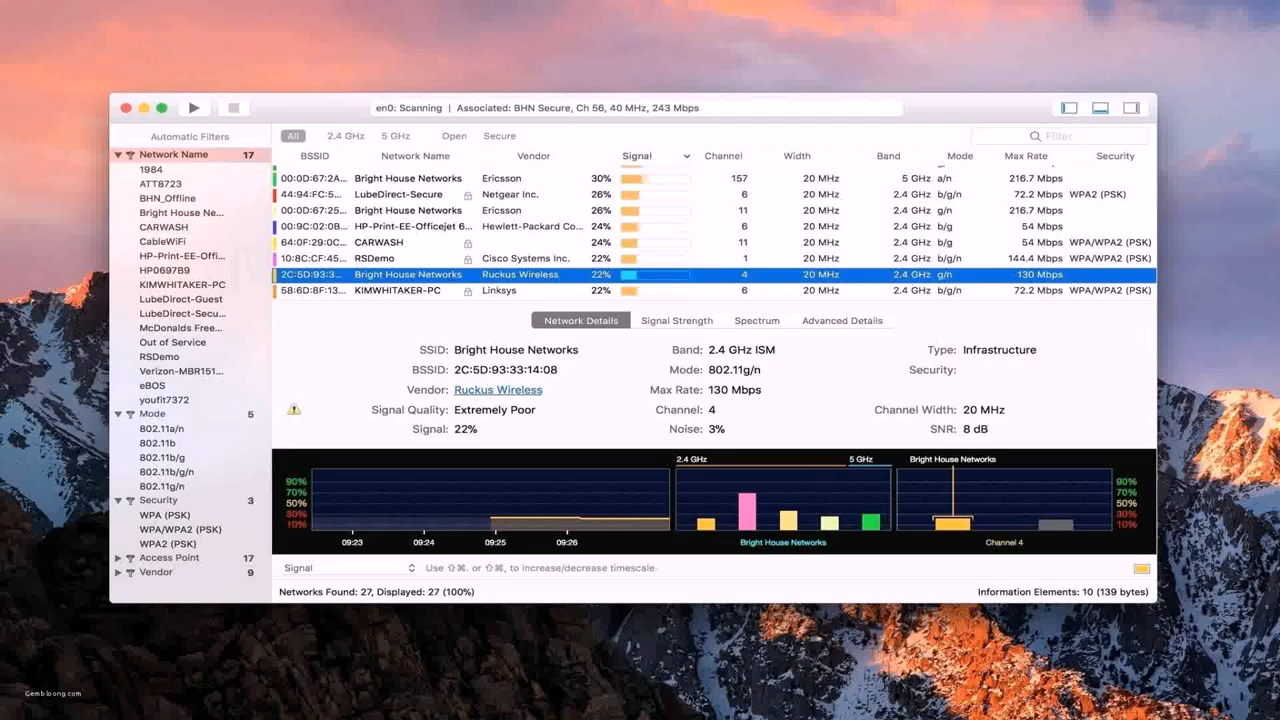 en0: Scanning | Associated: BHN Secure, Ch 56, 40 MHz, 243 Mbps
Automatic Filters
Network Name 17
1984
ATT8723
BHN_Offline
Bright House Ne...
CARWASH
CableWiFi
HP-Print-EE-Offi...
HP0697B9
KIMWHITAKER-PC
LubeDirect-Guest
LubeDirect-Secu...
McDonalds Free...
Out of Service
RSDemo
Verizon-MBR151...
eBOS
youfit7372
Mode 5
802.11a/n
802.11b
802.11b/g
802.11b/g/n
802.11g/n
Security 3
WPA (PSK)
WPA/WPA2 (PSK)
WPA2 (PSK)
Access Point 17
Vendor 9
All 2.4 GHz 5 GHz Open Secure Filter
BSSID Network Name Vendor Signal Channel Width Band Mode Max Rate Security
00:0D:67:2A... Bright House Networks Ericsson 30% 157 20 MHz 5 GHz a/n 216.7 Mbps
44:94:FC:5... LubeDirect-Secure Netgear Inc. 26% 6 20 MHz 2.4 GHz b/g/n 72.2 Mbps WPA2 (PSK)
00:0D:67:25... Bright House Networks Ericsson 26% 11 20 MHz 2.4 GHz g/n 216.7 Mbps
00:9C:02:0B... HP-Print-EE-Officejet 6... Hewlett-Packard Co... 24% 6 20 MHz 2.4 GHz b/g 54 Mbps
64:0F:29:0C... CARWASH 24% 11 20 MHz 2.4 GHz b/g 54 Mbps WPA/WPA2 (PSK)
10:8C:CF:45... RSDemo Cisco Systems Inc. 24% 1 20 MHz 2.4 GHz b/g/n 144.4 Mbps WPA/WPA2 (PSK)
2C:5D:93:3... Bright House Networks Ruckus Wireless 22% 4 20 MHz 2.4 GHz g/n 130 Mbps
58:6D:8F:13... KIMWHITAKER-PC Linksys 22% 6 20 MHz 2.4 GHz b/g/n 72.2 Mbps WPA/WPA2 (PSK)
Network Details Signal Strength Spectrum Advanced Details
SSID: Bright House Networks Band: 2.4 GHz ISM Type: Infrastructure
BSSID: 2C:5D:93:33:14:08 Mode: 802.11g/n Security:
Vendor: Ruckus Wireless Max Rate: 130 Mbps
Signal Quality: Extremely Poor Channel: 4 Channel Width: 20 MHz
Signal: 22% Noise: 3% SNR: 8 dB
2.4 GHz 5 GHz Bright House Networks
90% 90%
70% 70%
50% 50%
30% 30%
10% 10%
09:23 09:24 09:25 09:26 Bright House Networks Channel 4
Signal Use ⇧⌘. or ⇧⌘, to increase/decrease timescale.
Networks Found: 27, Displayed: 27 (100%) Information Elements: 10 (139 bytes)
Gembloong.com